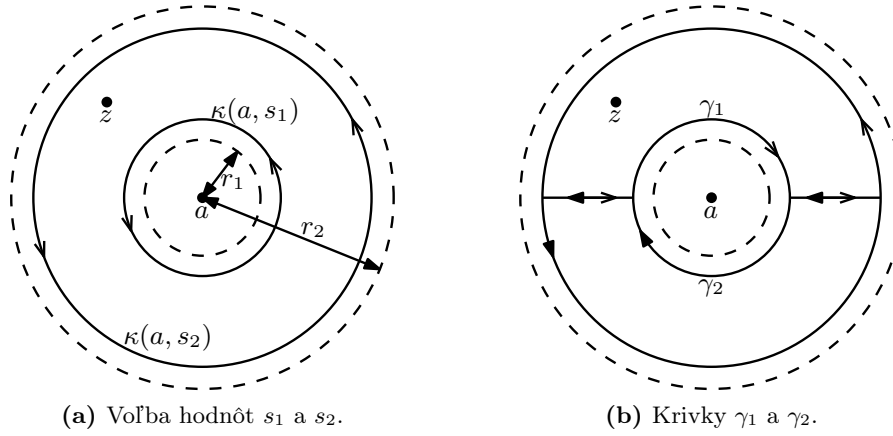 κ(a, s₁)
z
r₁
a
r₂
κ(a, s₂)
(a) Voľba hodnôt s₁ a s₂.
γ₁
z
a
γ₂
(b) Krivky γ₁ a γ₂.